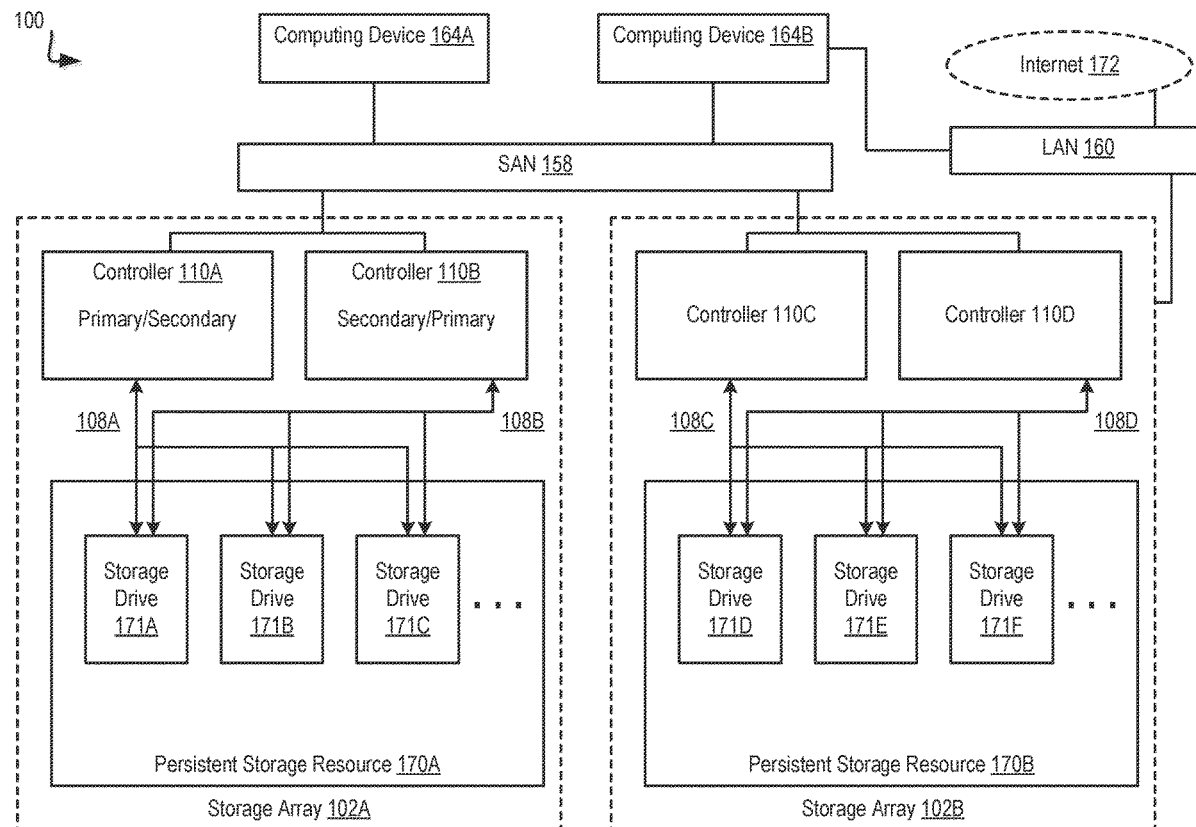 100
Computing Device 164A
Computing Device 164B
Internet 172
LAN 160
SAN 158
Controller 110A
Primary/Secondary
Controller 110B
Secondary/Primary
Controller 110C
Controller 110D
108A
108B
108C
108D
Storage
Drive
171A
Storage
Drive
171B
Storage
Drive
171C
. . .
Storage
Drive
171D
Storage
Drive
171E
Storage
Drive
171F
. . .
Persistent Storage Resource 170A
Persistent Storage Resource 170B
Storage Array 102A
Storage Array 102B